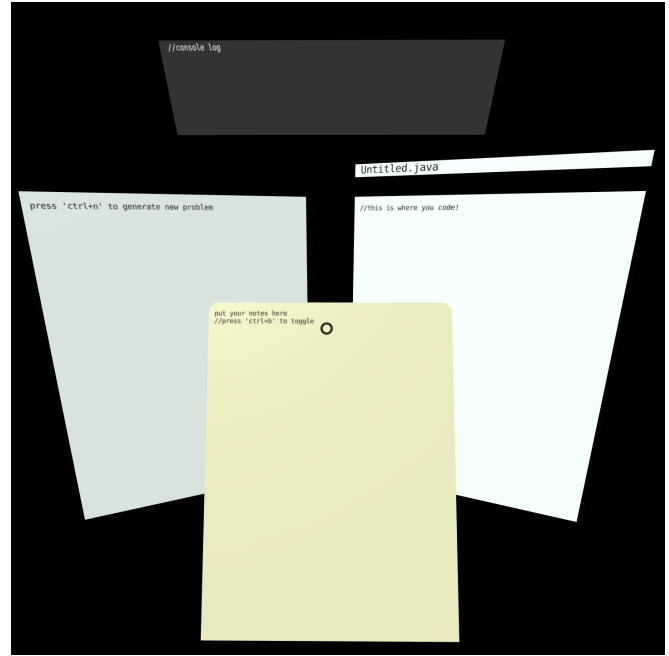 //console log
Untitled.java
press 'ctrl+n' to generate new problem
//this is where you code!
put your notes here
//press 'ctrl+b' to toggle